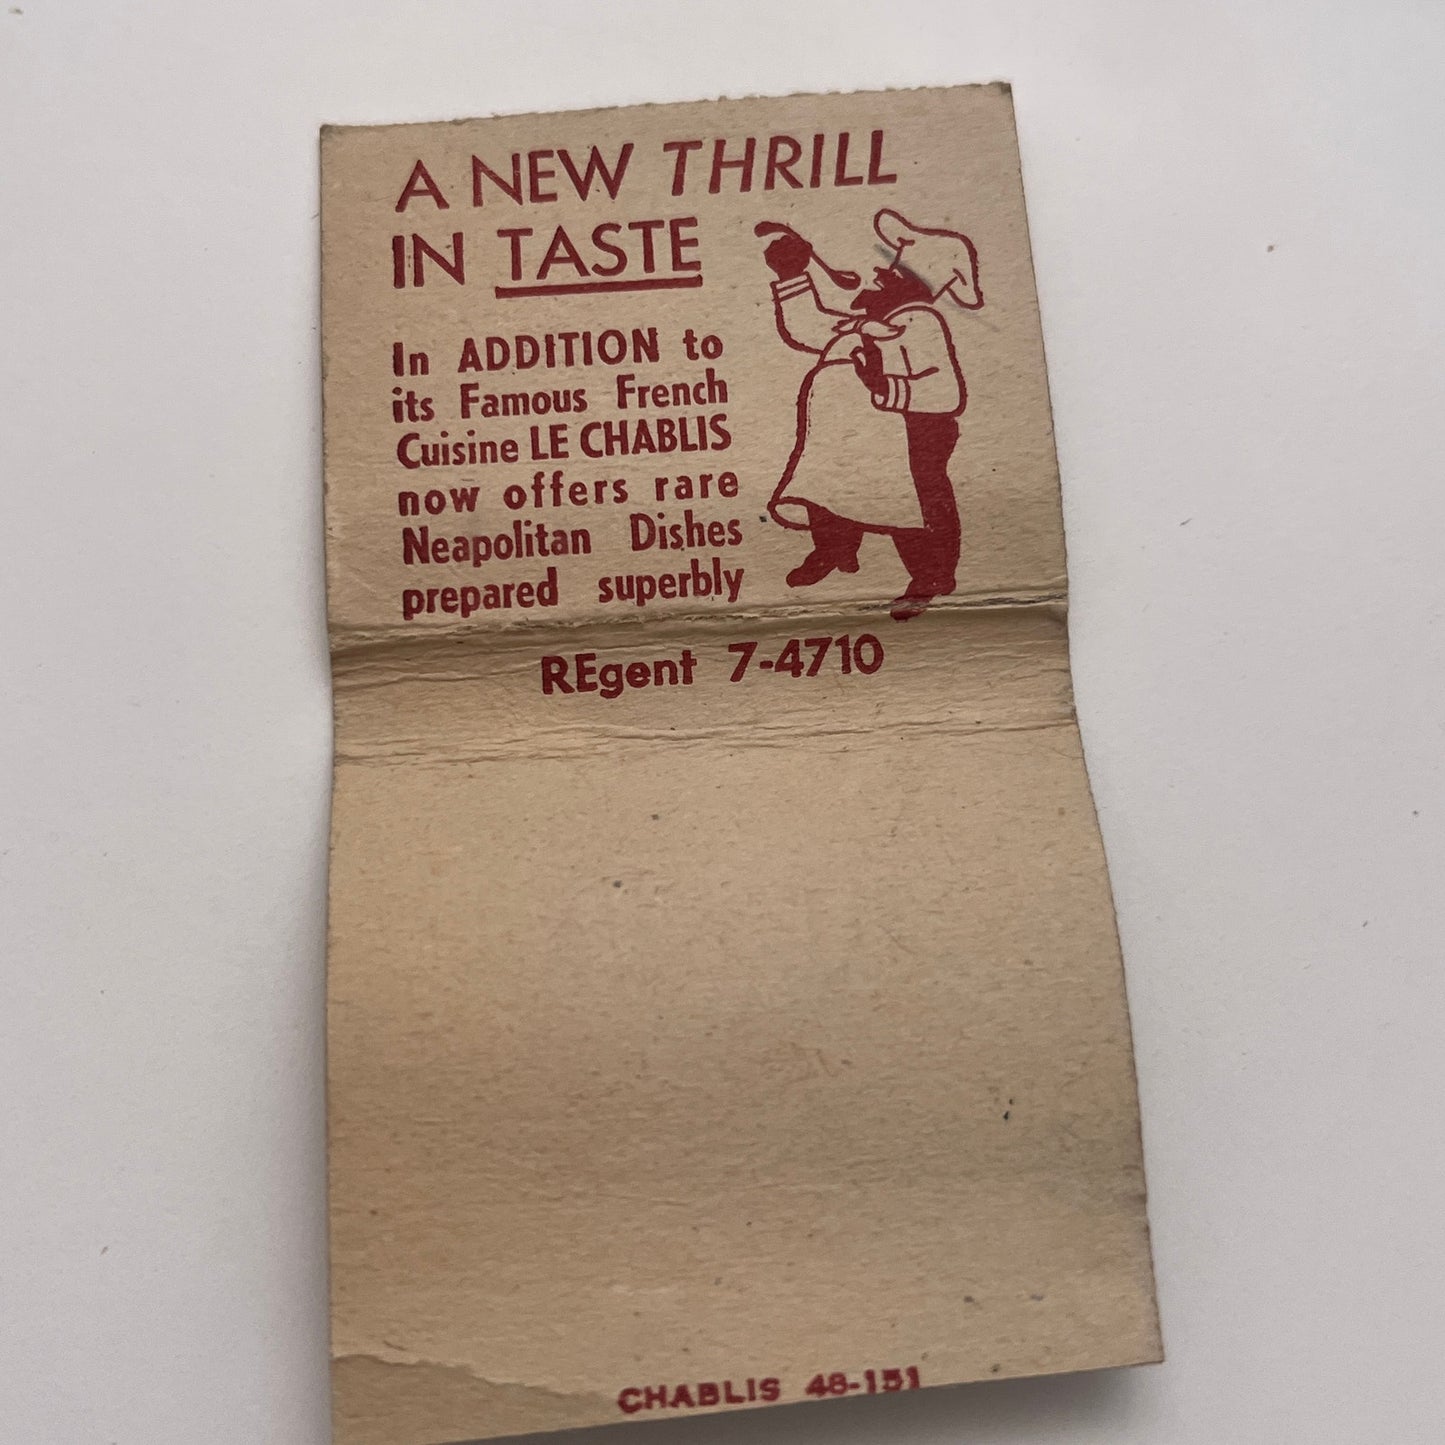 A NEW THRILL
IN TASTE
In ADDITION to
its Famous French
Cuisine LE CHABLIS
now offers rare
Neapolitan Dishes
prepared superbly
REgent 7-4710
CHABLIS 48-151